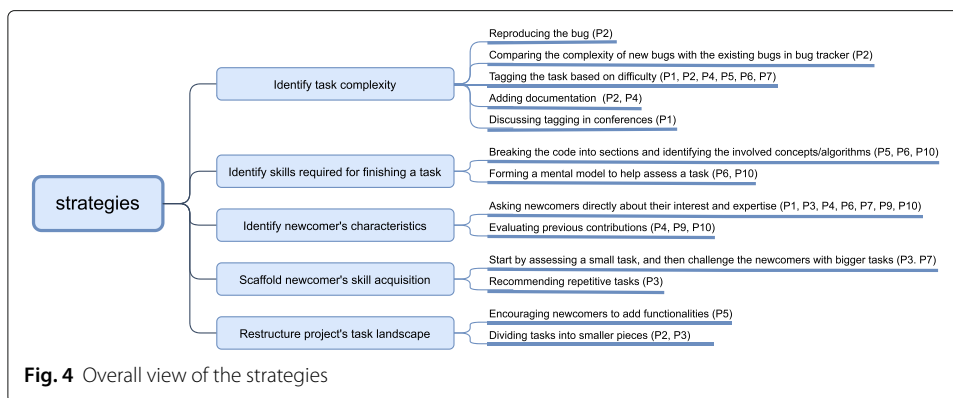 strategies
Identify task complexity
Reproducing the bug (P2)
Comparing the complexity of new bugs with the existing bugs in bug tracker (P2)
Tagging the task based on difficulty (P1, P2, P4, P5, P6, P7)
Adding documentation (P2, P4)
Discussing tagging in conferences (P1)
Identify skills required for finishing a task
Breaking the code into sections and identifying the involved concepts/algorithms (P5, P6, P10)
Forming a mental model to help assess a task (P6, P10)
Identify newcomer's characteristics
Asking newcomers directly about their interest and expertise (P1, P3, P4, P6, P7, P9, P10)
Evaluating previous contributions (P4, P9, P10)
Scaffold newcomer's skill acquisition
Start by assessing a small task, and then challenge the newcomers with bigger tasks (P3. P7)
Recommending repetitive tasks (P3)
Restructure project's task landscape
Encouraging newcomers to add functionalities (P5)
Dividing tasks into smaller pieces (P2, P3)
Fig. 4 Overall view of the strategies